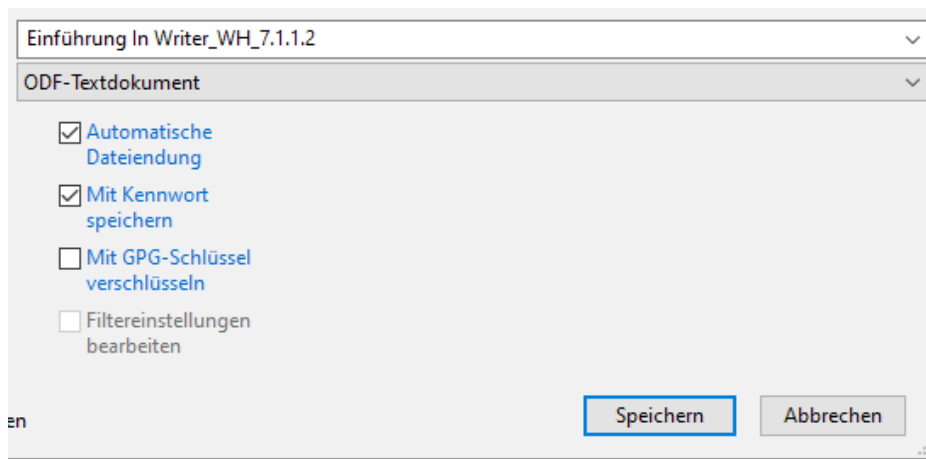 Einführung In Writer_WH_7.1.1.2
ODF-Textdokument
Automatische
Dateiendung
Mit Kennwort
speichern
Mit GPG-Schlüssel
verschlüsseln
Filtereinstellungen
bearbeiten
en
Speichern
Abbrechen